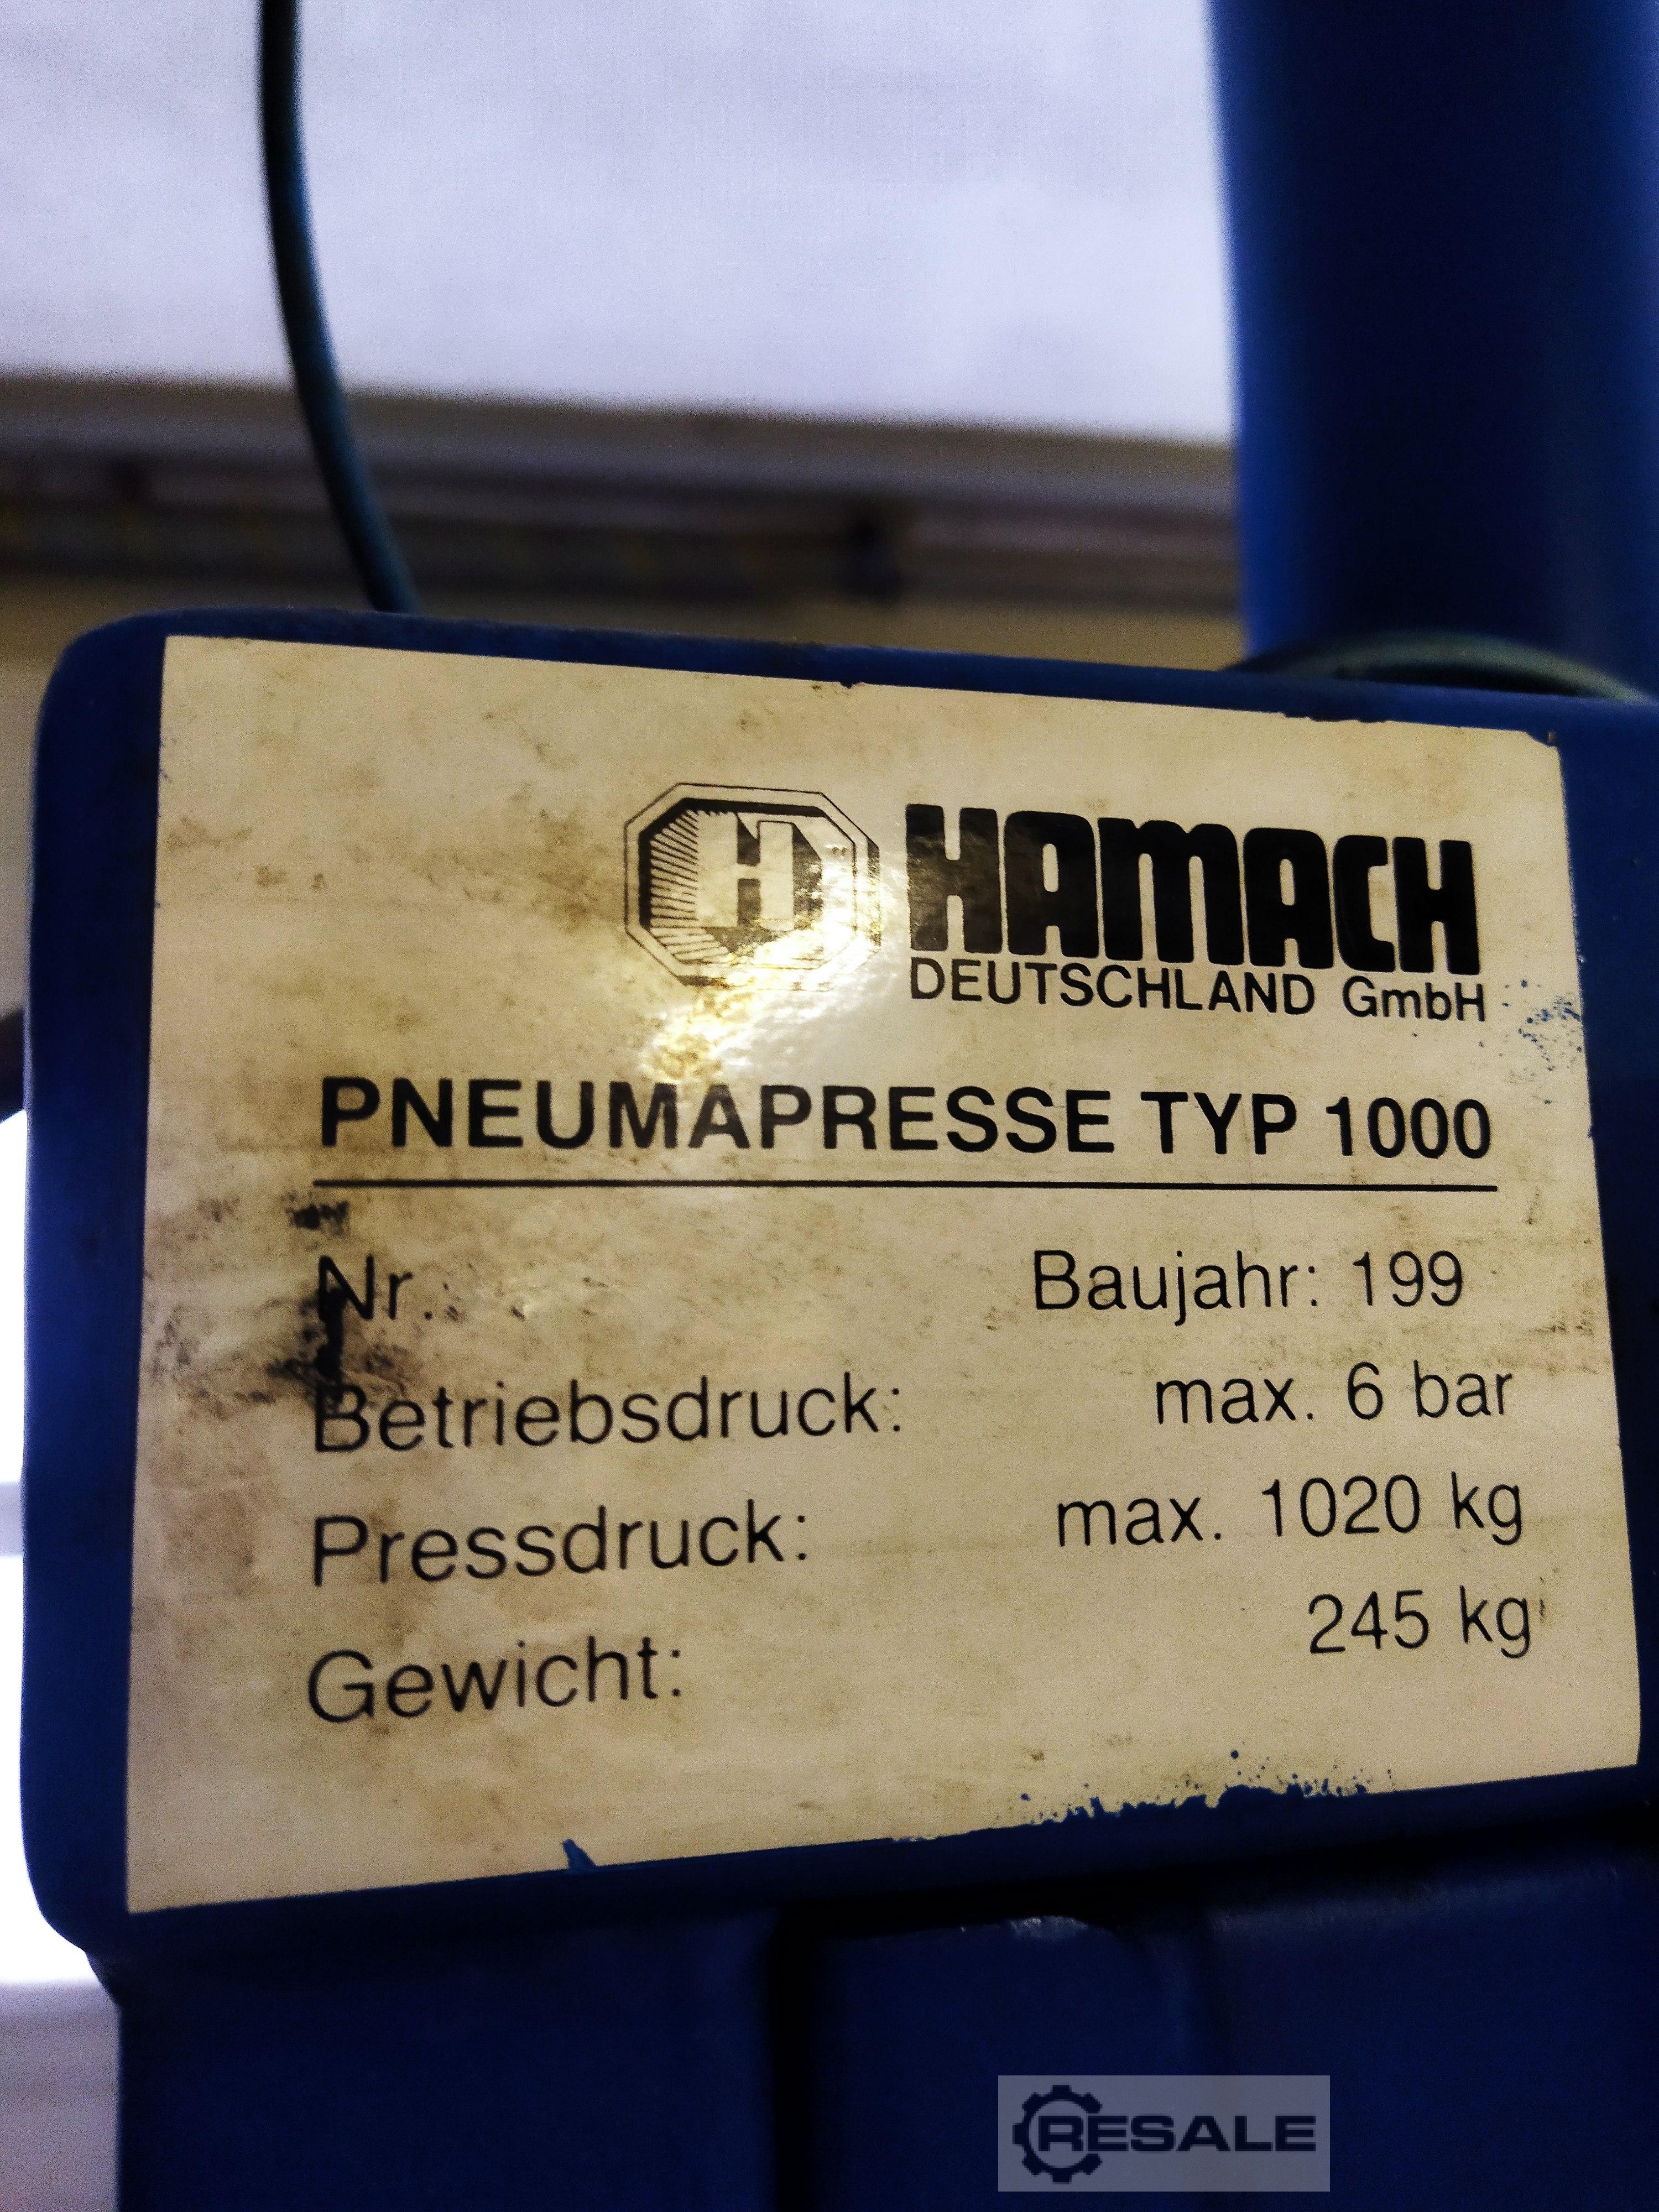 H HAMACH
DEUTSCHLAND GmbH
PNEUMAPRESSE TYP 1000
Nr. Baujahr: 199
Betriebsdruck: max. 6 bar
Pressdruck: max. 1020 kg
Gewicht: 245 kg
RESALE